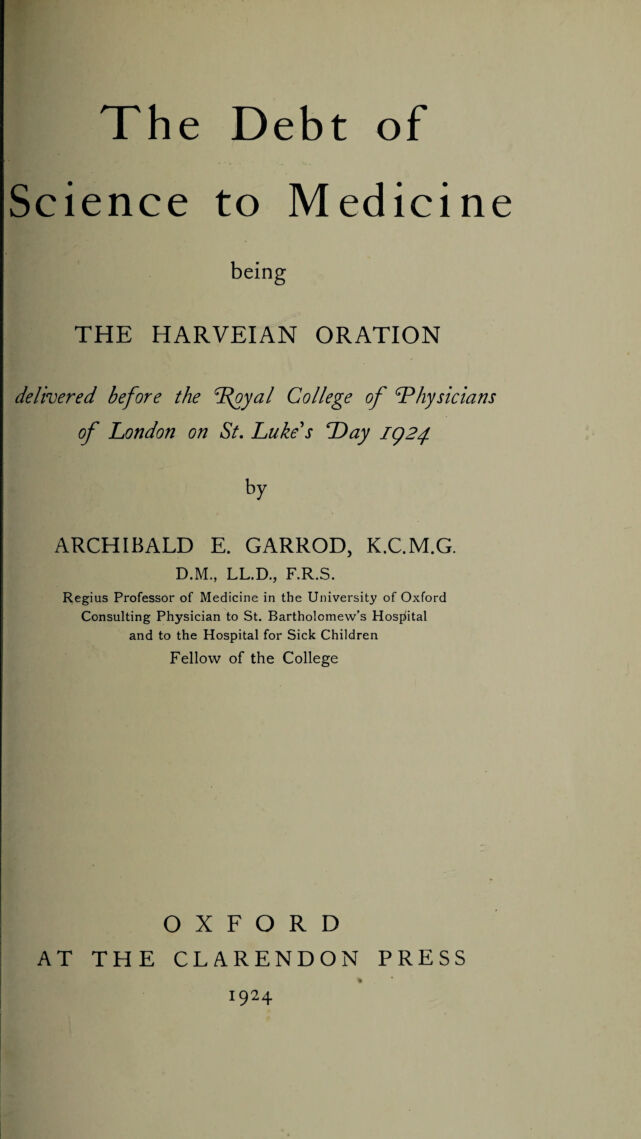 The Debt of
Science to Medicine
being
THE HARVEIAN ORATION
delivered before the Royal College of Physicians
of London on St. Luke's Day 1924
by
ARCHIBALD E. GARROD, K.C.M.G.
D.M., LL.D., F.R.S.
Regius Professor of Medicine in the University of Oxford
Consulting Physician to St. Bartholomew's Hospital
and to the Hospital for Sick Children
Fellow of the College
OXFORD
AT THE CLARENDON PRESS
1924